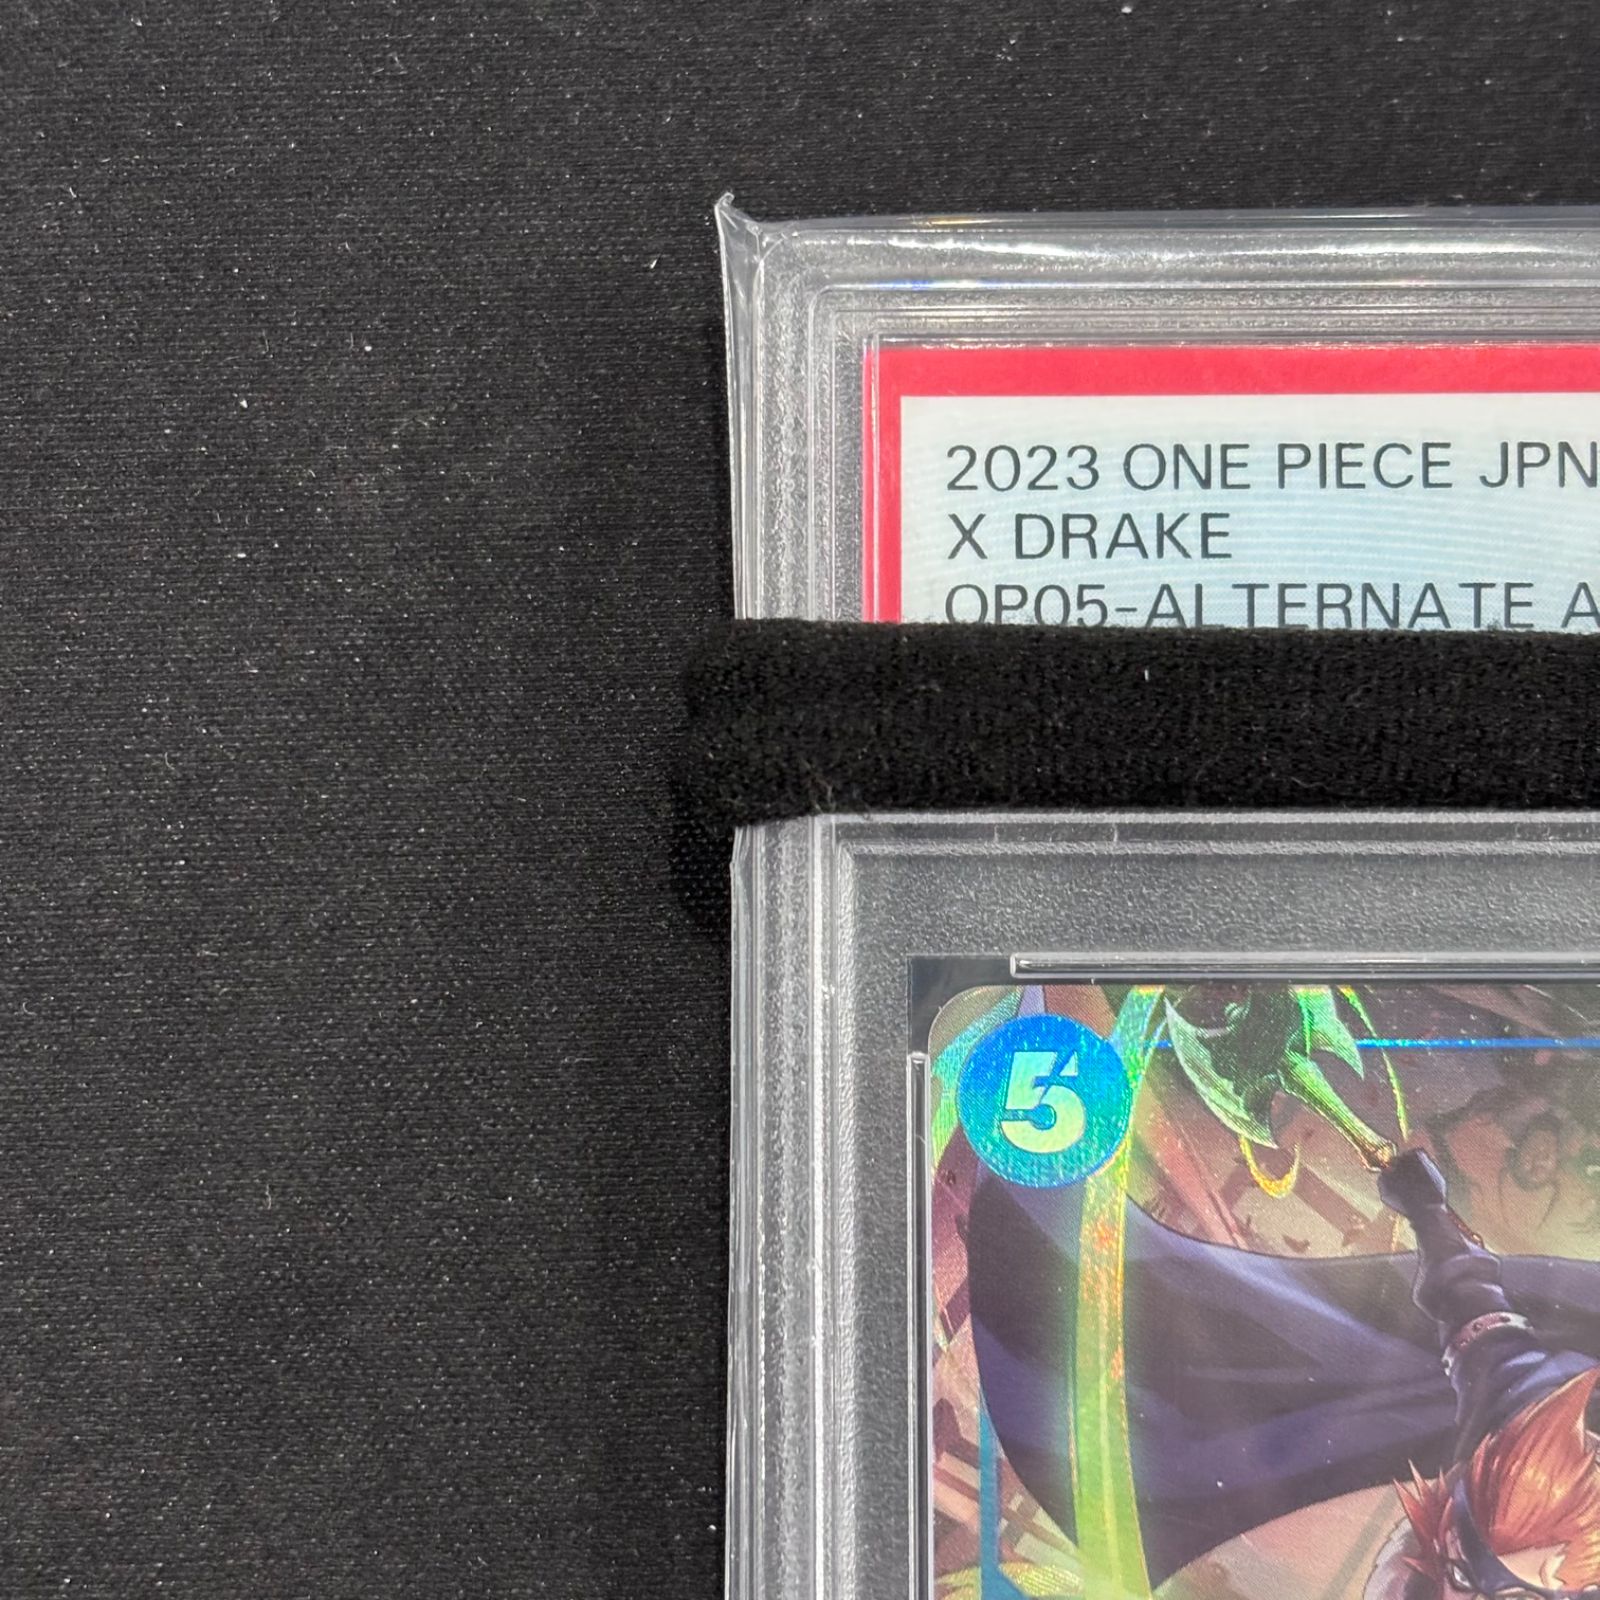 2023 ONE PIECE JPN
X DRAKE
OP05-ALTERNATE A
5